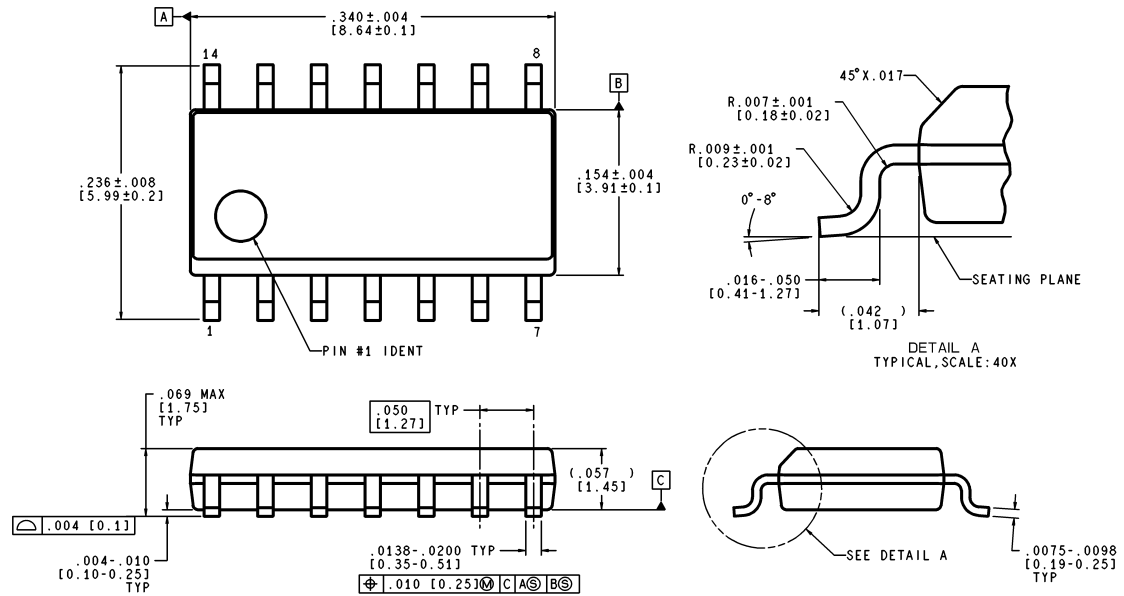 A
.340±.004
[8.64±0.1]
14
8
B
.236±.008
[5.99±0.2]
.154±.004
[3.91±0.1]
1
7
PIN #1 IDENT
45°X.017
R.007±.001
[0.18±0.02]
R.009±.001
[0.23±0.02]
0°-8°
SEATING PLANE
.016-.050
[0.41-1.27]
(.042 )
[1.07]
DETAIL A
TYPICAL,SCALE:40X
.069 MAX
[1.75]
TYP
.050 TYP
[1.27]
(.057 )
[1.45]
C
.004 [0.1]
.004-.010
[0.10-0.25]
TYP
.0138-.0200 TYP
[0.35-0.51]
.010 [0.25]Ⓜ C AⓈ BⓈ
SEE DETAIL A
.0075-.0098
[0.19-0.25]
TYP